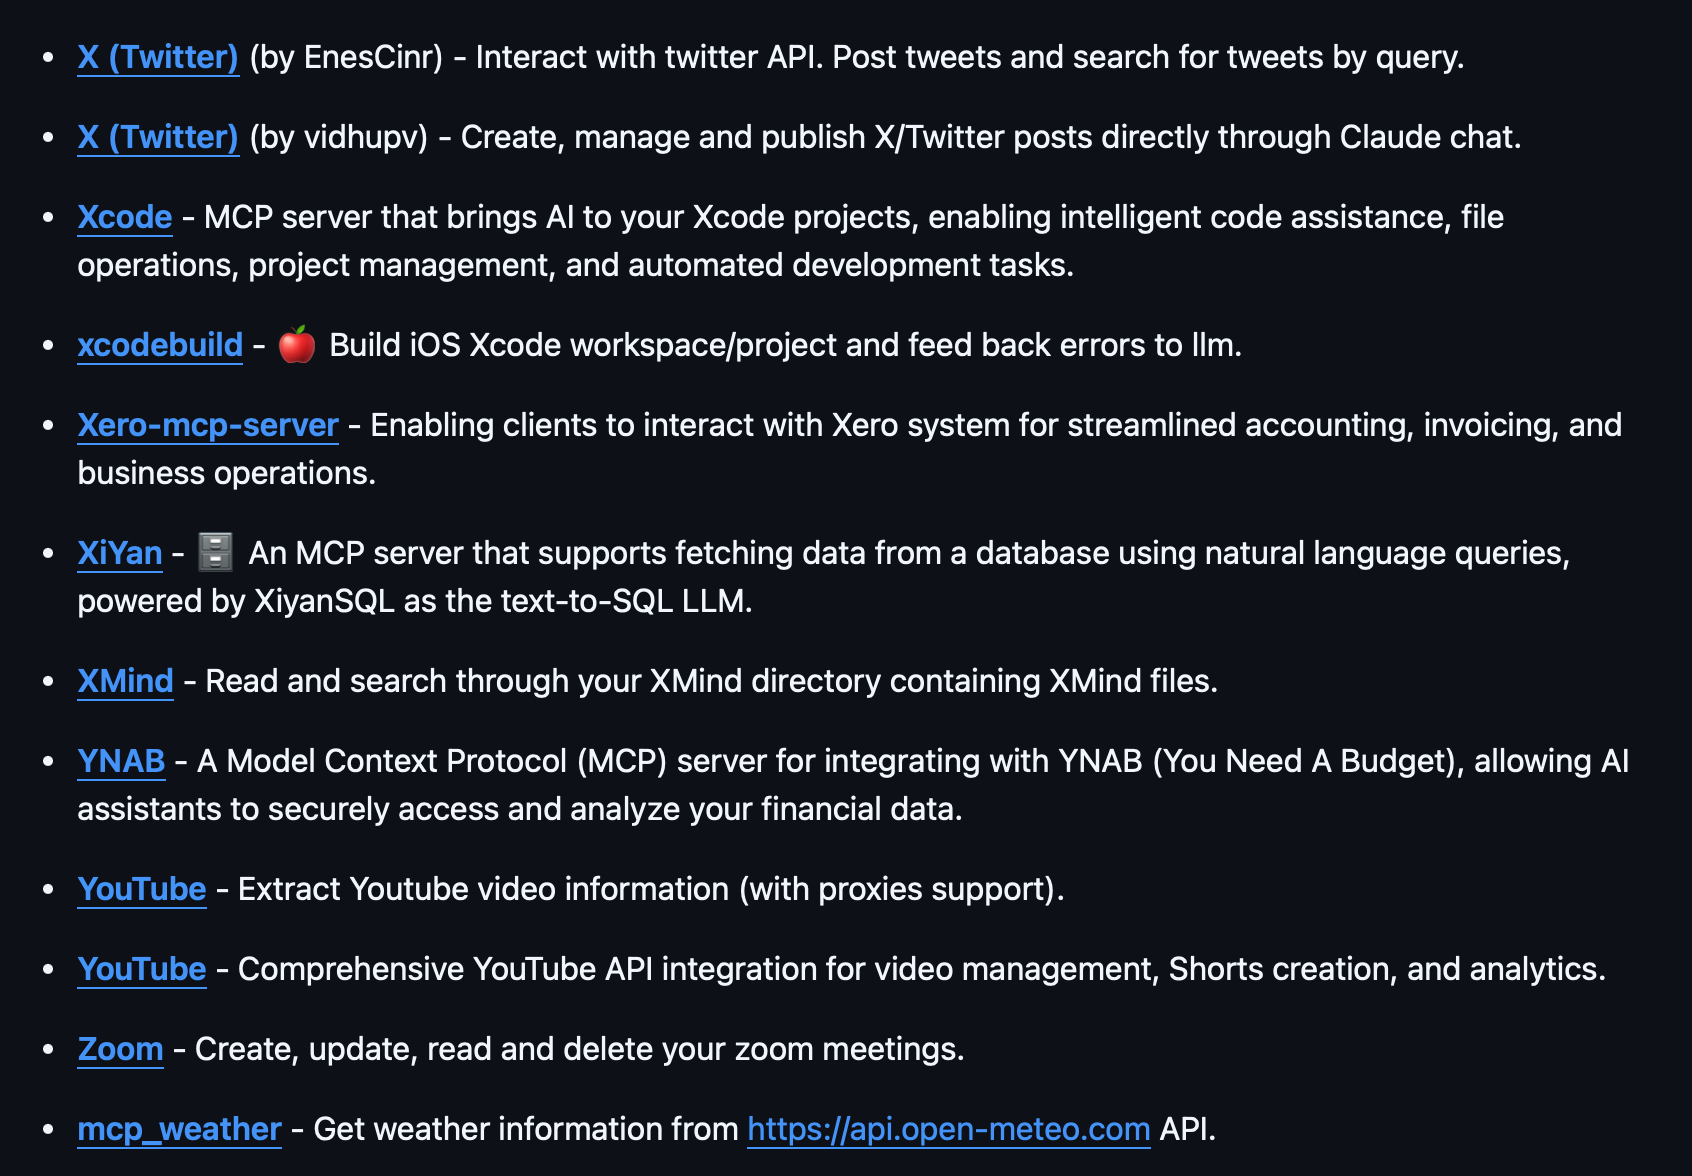 • X (Twitter) (by EnesCinr) - Interact with twitter API. Post tweets and search for tweets by query.
• X (Twitter) (by vidhupv) - Create, manage and publish X/Twitter posts directly through Claude chat.
• Xcode - MCP server that brings AI to your Xcode projects, enabling intelligent code assistance, file
operations, project management, and automated development tasks.
• xcodebuild - 🍎 Build iOS Xcode workspace/project and feed back errors to llm.
• Xero-mcp-server - Enabling clients to interact with Xero system for streamlined accounting, invoicing, and
business operations.
• XiYan - 🗄️ An MCP server that supports fetching data from a database using natural language queries,
powered by XiyanSQL as the text-to-SQL LLM.
• XMind - Read and search through your XMind directory containing XMind files.
• YNAB - A Model Context Protocol (MCP) server for integrating with YNAB (You Need A Budget), allowing AI
assistants to securely access and analyze your financial data.
• YouTube - Extract Youtube video information (with proxies support).
• YouTube - Comprehensive YouTube API integration for video management, Shorts creation, and analytics.
• Zoom - Create, update, read and delete your zoom meetings.
• mcp_weather - Get weather information from https://api.open-meteo.com API.